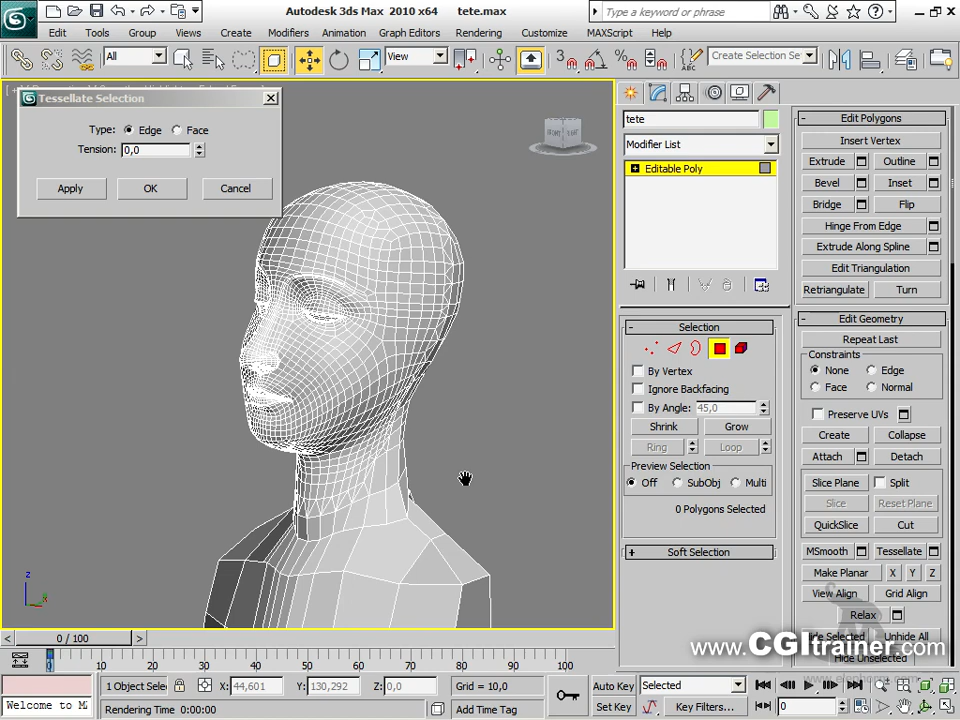 Autodesk 3ds Max 2010 x64 tete.max
Type a keyword or phrase
Edit Tools Group Views Create Modifiers Animation Graph Editors Rendering Customize MAXScript Help
All View 3 % ABC Create Selection Se
Tessellate Selection
Type: Edge Face
Tension: 0,0
Apply OK Cancel
FRONT LEFT
z
0 / 100
tete
Modifier List
Editable Poly
Selection
By Vertex
Ignore Backfacing
By Angle: 45,0
Shrink Grow
Ring Loop
Preview Selection
Off SubObj Multi
0 Polygons Selected
Soft Selection
Edit Polygons
Insert Vertex
Extrude Outline
Bevel Inset
Bridge Flip
Hinge From Edge
Extrude Along Spline
Edit Triangulation
Retriangulate Turn
Edit Geometry
Repeat Last
Constraints
None Edge
Face Normal
Preserve UVs
Create Collapse
Attach Detach
Slice Plane Split
Slice Reset Plane
QuickSlice Cut
MSmooth Tessellate
Make Planar X Y Z
View Align Grid Align
Relax
Hide Selected Unhide All
Hide Unselected
www.CGItrainer.com
0 10 20 30 40 50 60 70 80 90 100
1 Object Sele X: 44,601 Y: 130,292 Z: 0,0 Grid = 10,0 Auto Key Selected
Welcome to M Rendering Time 0:00:00 Add Time Tag Set Key Key Filters... 0